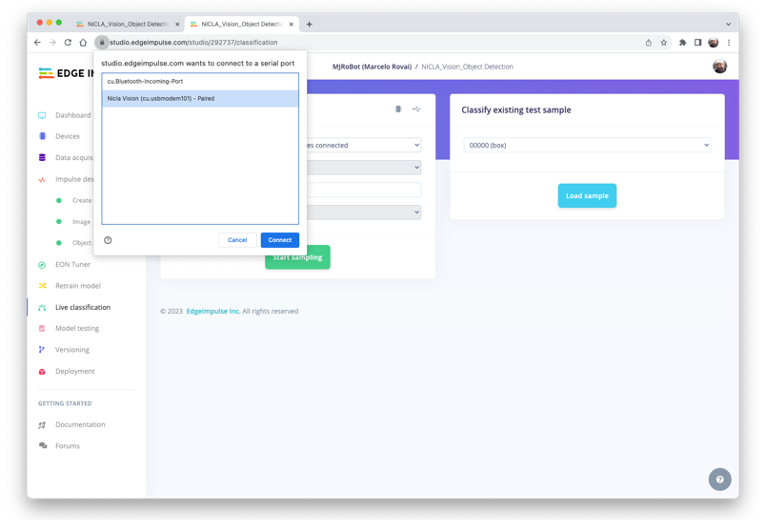 NICLA_Vision_Object Detecti
NICLA_Vision_Object Detectio
studio.edgeimpulse.com/studio/292737/classification
studio.edgeimpulse.com wants to connect to a serial port
cu.Bluetooth-Incoming-Port
Nicla Vision (cu.usbmodem101) - Paired
Cancel
Connect
EDGE IM
MJRoBot (Marcelo Rovai) / NICLA_Vision_Object Detection
Dashboard
Devices
Data acquis
Impulse des
Create
Image
Object
EON Tuner
Retrain model
Live classification
Model testing
Versioning
Deployment
GETTING STARTED
Documentation
Forums
es connected
Start sampling
Classify existing test sample
00000 (box)
Load sample
© 2023 EdgeImpulse Inc. All rights reserved